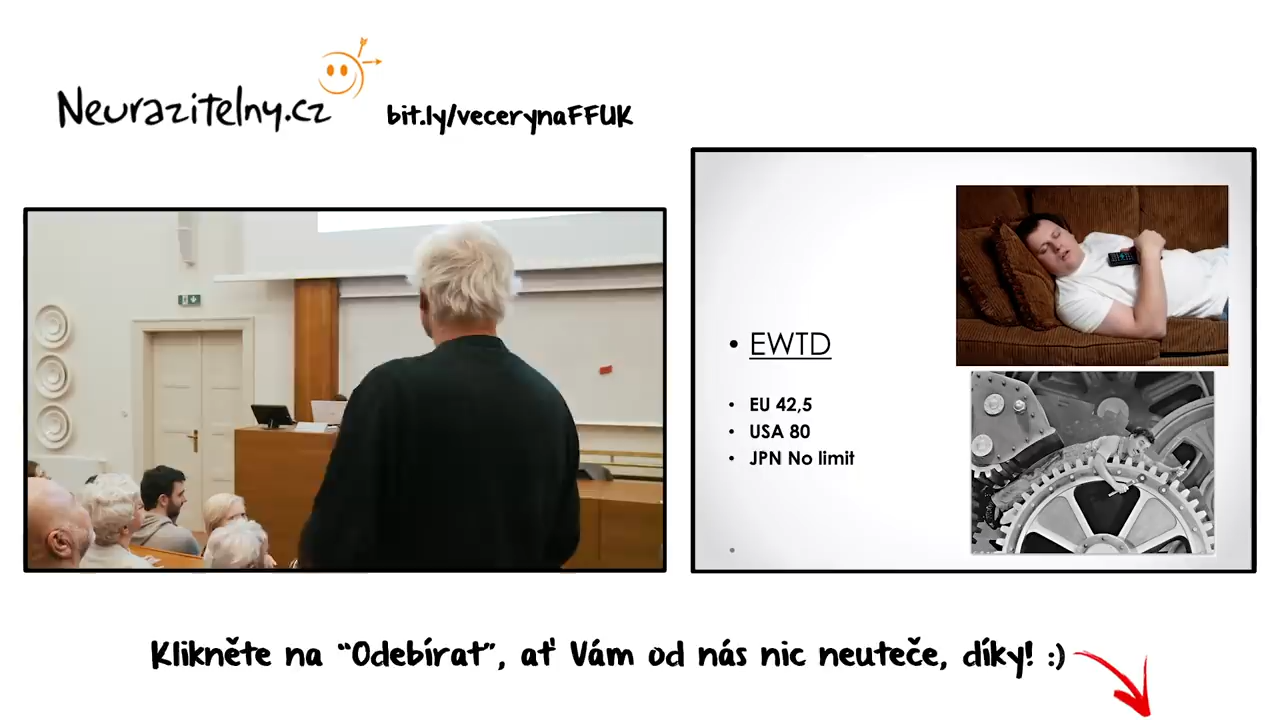 Neurazitelny.cz
bit.ly/vecerynaFFUK
• EWTD
• EU 42,5
• USA 80
• JPN No limit
Klikněte na “Odebírat”, ať Vám od nás nic neuteče, díky! :)